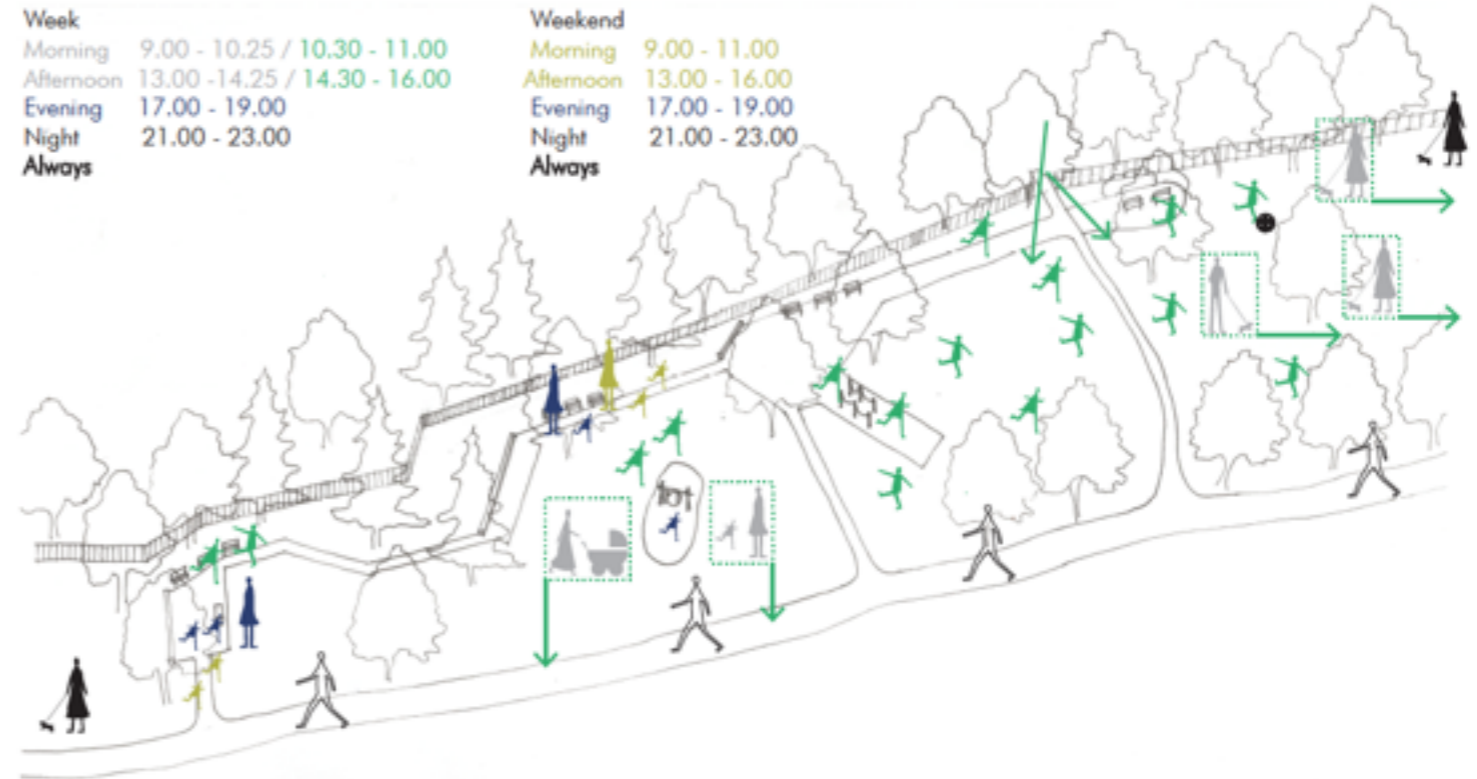 Week
Morning 9.00 - 10.25 / 10.30 - 11.00
Afternoon 13.00 -14.25 / 14.30 - 16.00
Evening 17.00 - 19.00
Night 21.00 - 23.00
Always
Weekend
Morning 9.00 - 11.00
Afternoon 13.00 - 16.00
Evening 17.00 - 19.00
Night 21.00 - 23.00
Always